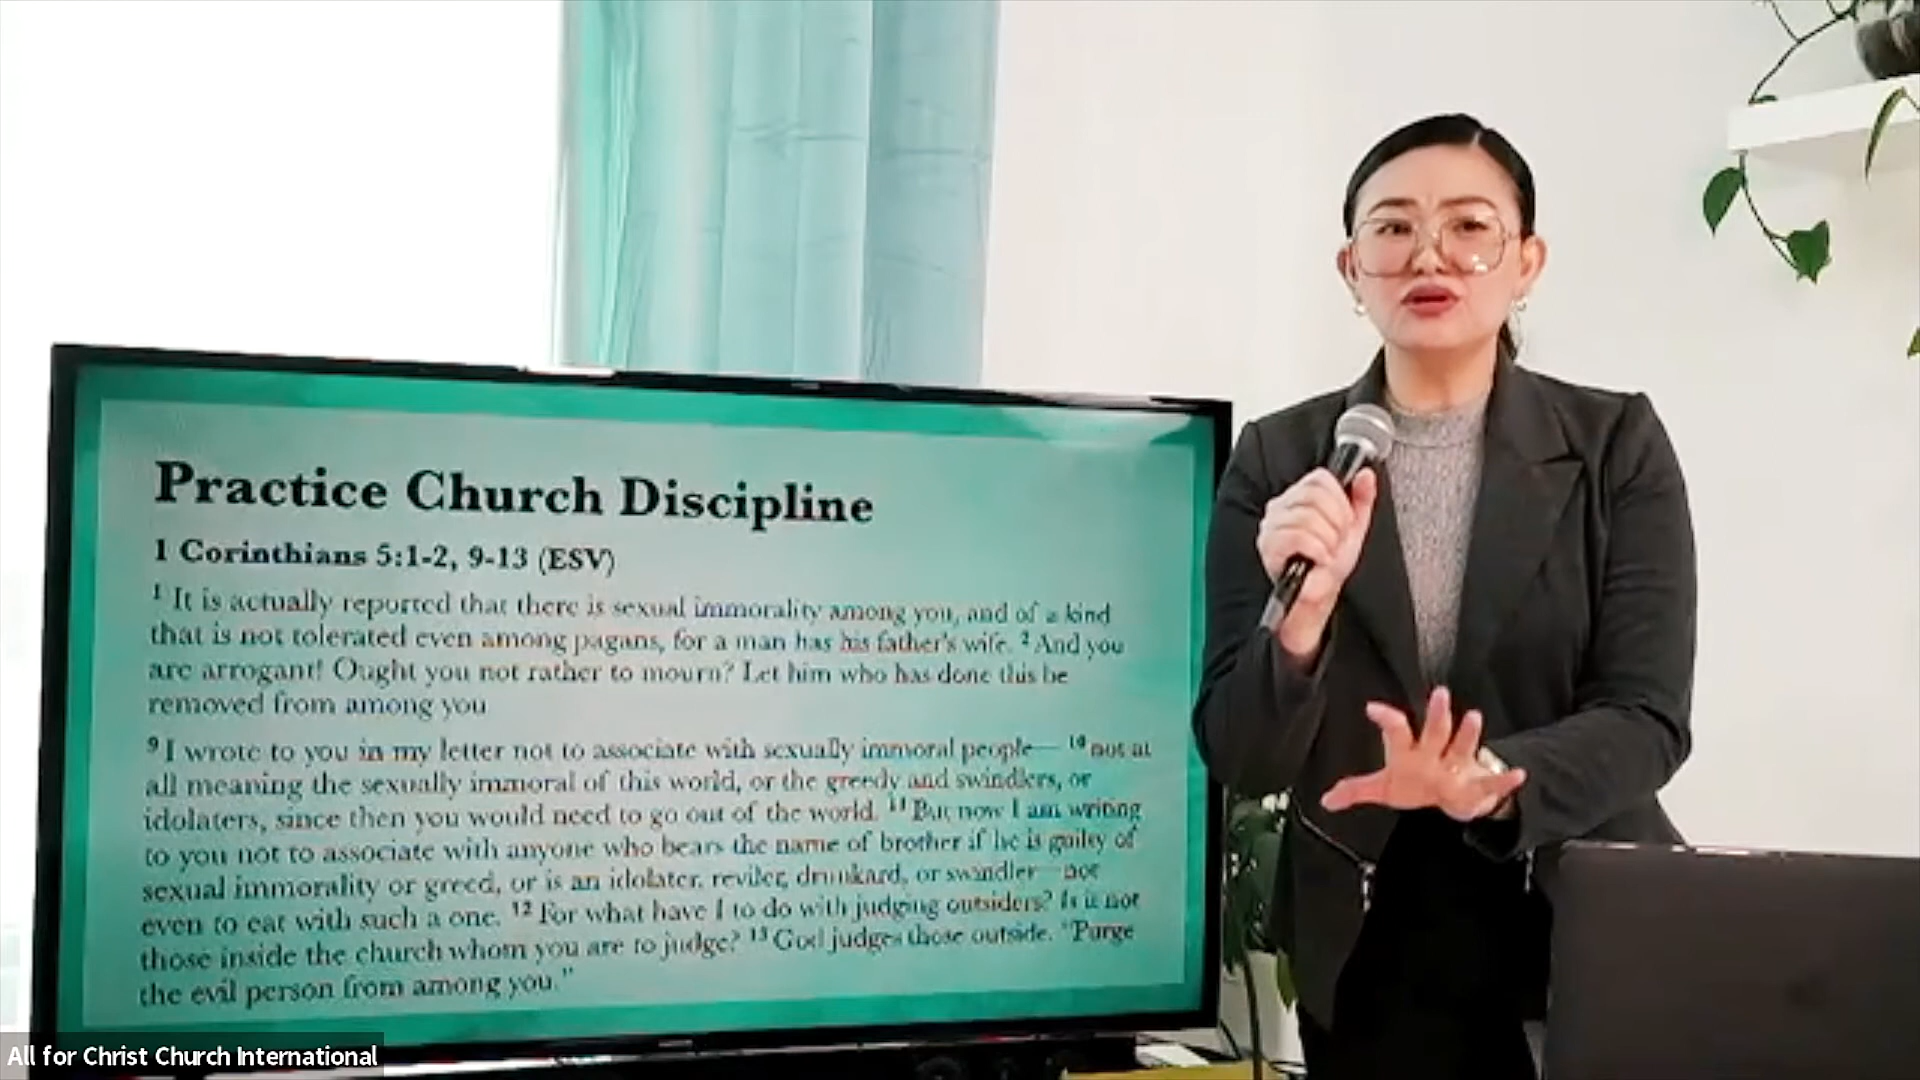 Practice Church Discipline
1 Corinthians 5:1-2, 9-13 (ESV)
1 It is actually reported that there is sexual immorality among you, and of a kind
that is not tolerated even among pagans, for a man has his father's wife. 2 And you
are arrogant! Ought you not rather to mourn? Let him who has done this be
removed from among you
9 I wrote to you in my letter not to associate with sexually immoral people— 10 not at
all meaning the sexually immoral of this world, or the greedy and swindlers, or
idolaters, since then you would need to go out of the world. 11 But now I am writing
to you not to associate with anyone who bears the name of brother if he is guilty of
sexual immorality or greed, or is an idolater, reviler, drunkard, or swindler—not
even to eat with such a one. 12 For what have I to do with judging outsiders? Is it not
those inside the church whom you are to judge? 13 God judges those outside. "Purge
the evil person from among you."
All for Christ Church International